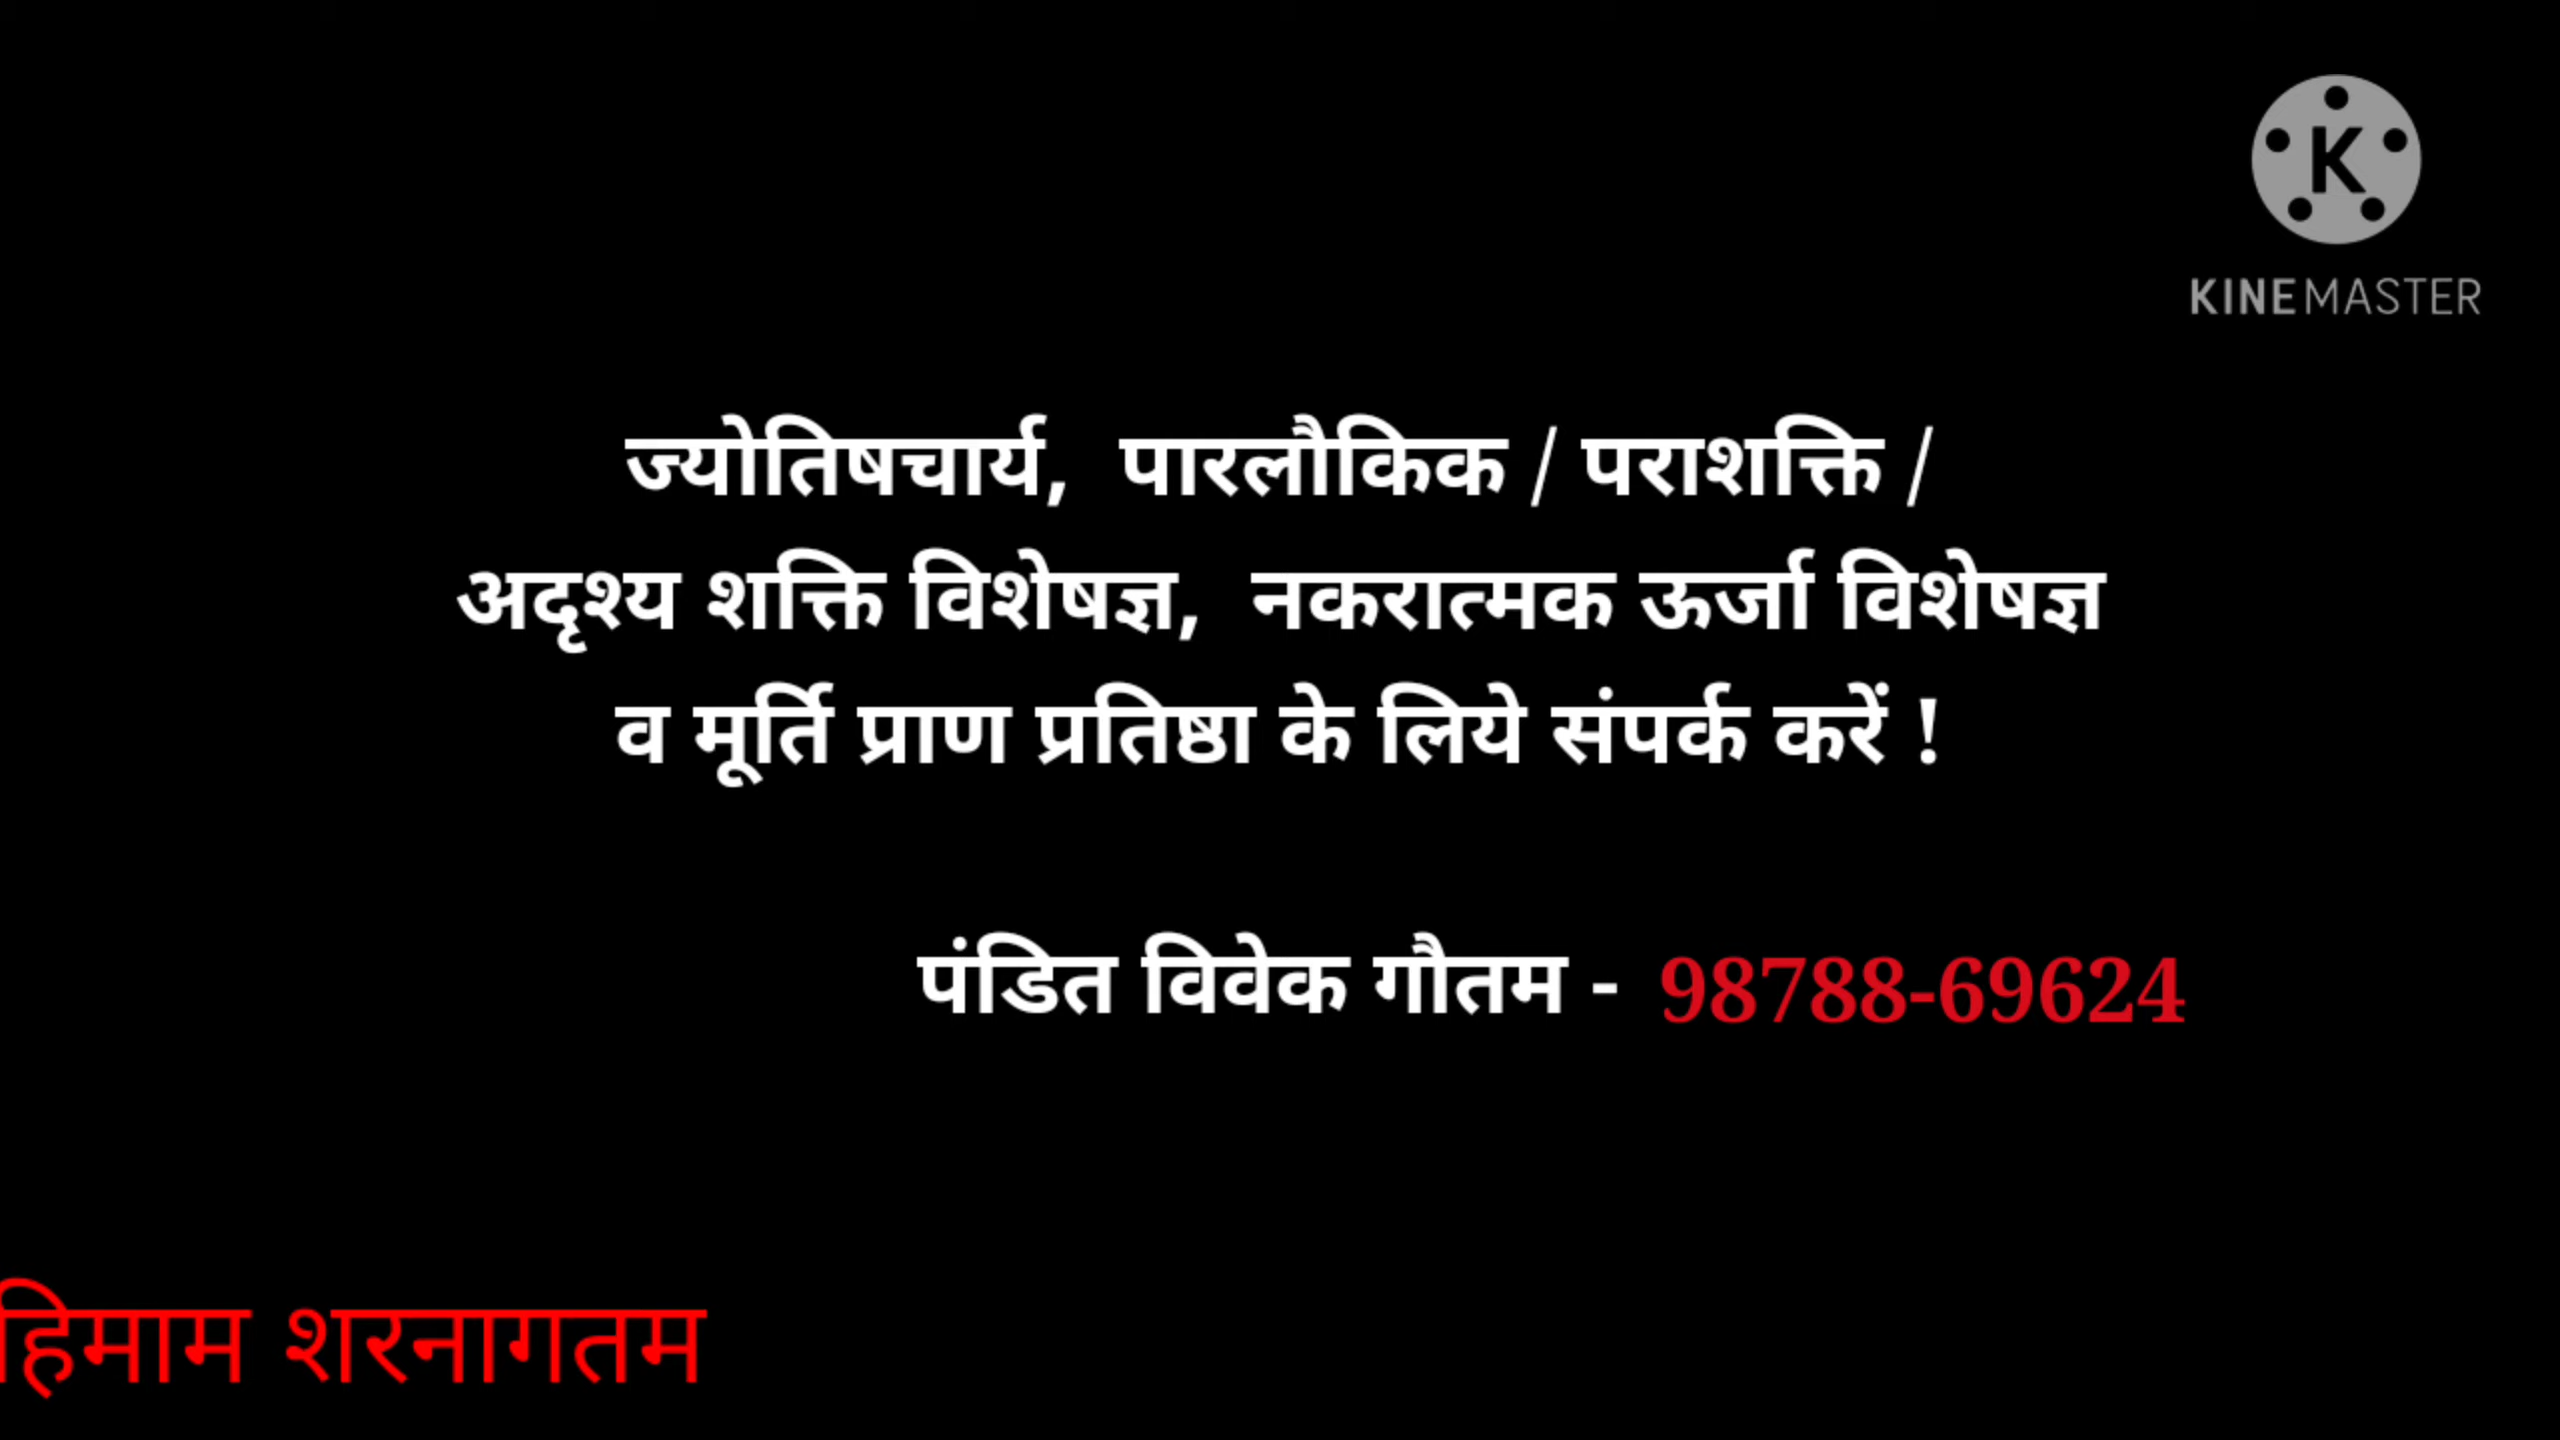 KINEMASTER
ज्योतिषचार्य, पारलौकिक / पराशक्ति /
अदृश्य शक्ति विशेषज्ञ, नकरात्मक ऊर्जा विशेषज्ञ
व मूर्ति प्राण प्रतिष्ठा के लिये संपर्क करें !
पंडित विवेक गौतम - 98788-69624
हिमाम शरनागतम